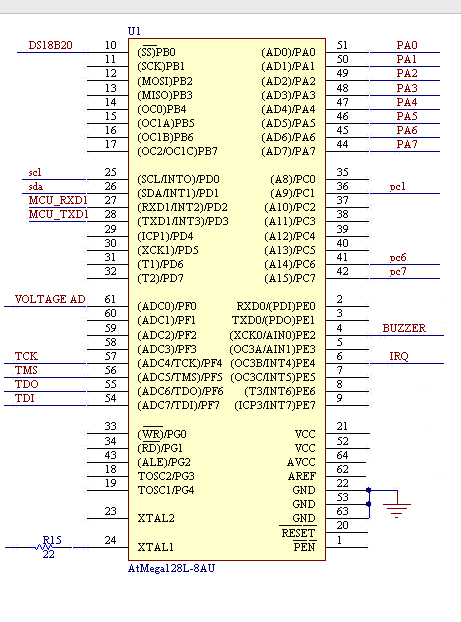 U1
DS18B20 10 (SS)PB0 (AD0)/PA0 51 PA0
11 (SCK)PB1 (AD1)/PA1 50 PA1
12 (MOSI)PB2 (AD2)/PA2 49 PA2
13 (MISO)PB3 (AD3)/PA3 48 PA3
14 (OC0)PB4 (AD4)/PA4 47 PA4
15 (OC1A)PB5 (AD5)/PA5 46 PA5
16 (OC1B)PB6 (AD6)/PA6 45 PA6
17 (OC2/OC1C)PB7 (AD7)/PA7 44 PA7
scl 25 (SCL/INTO)/PD0 (A8)/PC0 35
sda 26 (SDA/INT1)/PD1 (A9)/PC1 36 pc1
MCU_RXD1 27 (RXD1/INT2)/PD2 (A10)/PC2 37
MCU_TXD1 28 (TXD1/INT3)/PD3 (A11)/PC3 38
29 (ICP1)/PD4 (A12)/PC4 39
30 (XCK1)/PD5 (A13)/PC5 40
31 (T1)/PD6 (A14)/PC6 41 pc6
32 (T2)/PD7 (A15)/PC7 42 pc7
VOLTAGE AD 61 (ADC0)/PF0 RXD0/(PDI)PE0 2
60 (ADC1)/PF1 TXD0/(PDO)PE1 3
59 (ADC2)/PF2 (XCK0/AIN0)PE2 4 BUZZER
58 (ADC3)/PF3 (OC3A/AIN1)PE3 5
TCK 57 (ADC4/TCK)/PF4 (OC3B/INT4)PE4 6 IRQ
TMS 56 (ADC5/TMS)/PF5 (OC3C/INT5)PE5 7
TDO 55 (ADC6/TDO)/PF6 (T3/INT6)PE6 8
TDI 54 (ADC7/TDI)/PF7 (ICP3/INT7)PE7 9
33 (WR)/PG0 VCC 21
34 (RD)/PG1 VCC 52
43 (ALE)/PG2 AVCC 64
18 TOSC2/PG3 AREF 62
19 TOSC1/PG4 GND 22
GND 53
23 XTAL2 GND 63
RESET 20
R15 24 XTAL1 PEN 1
22
AtMega128L-8AU